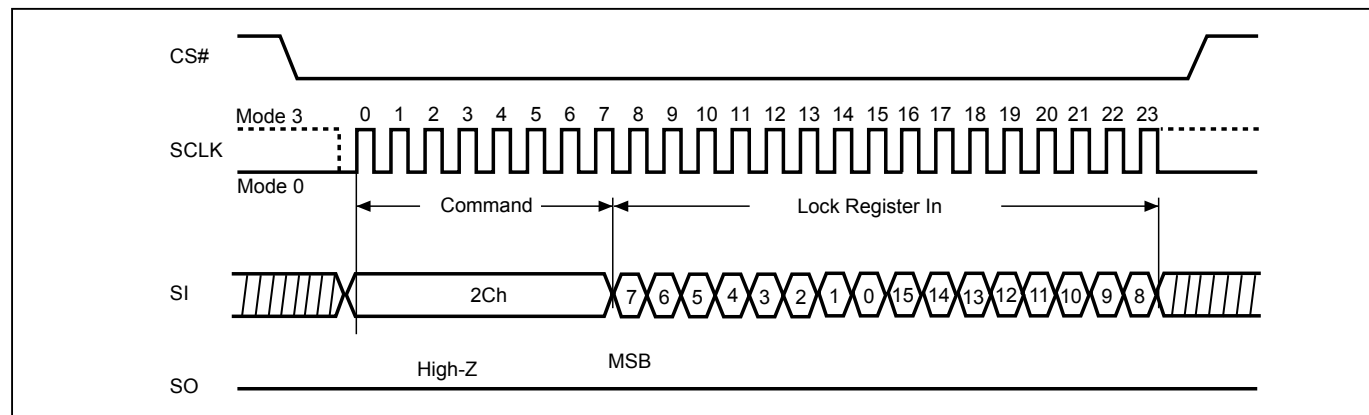 CS#
Mode 3
0 1 2 3 4 5 6 7 8 9 10 11 12 13 14 15 16 17 18 19 20 21 22 23
SCLK
Mode 0
Command Lock Register In
SI 2Ch 7 6 5 4 3 2 1 0 15 14 13 12 11 10 9 8
High-Z MSB
SO